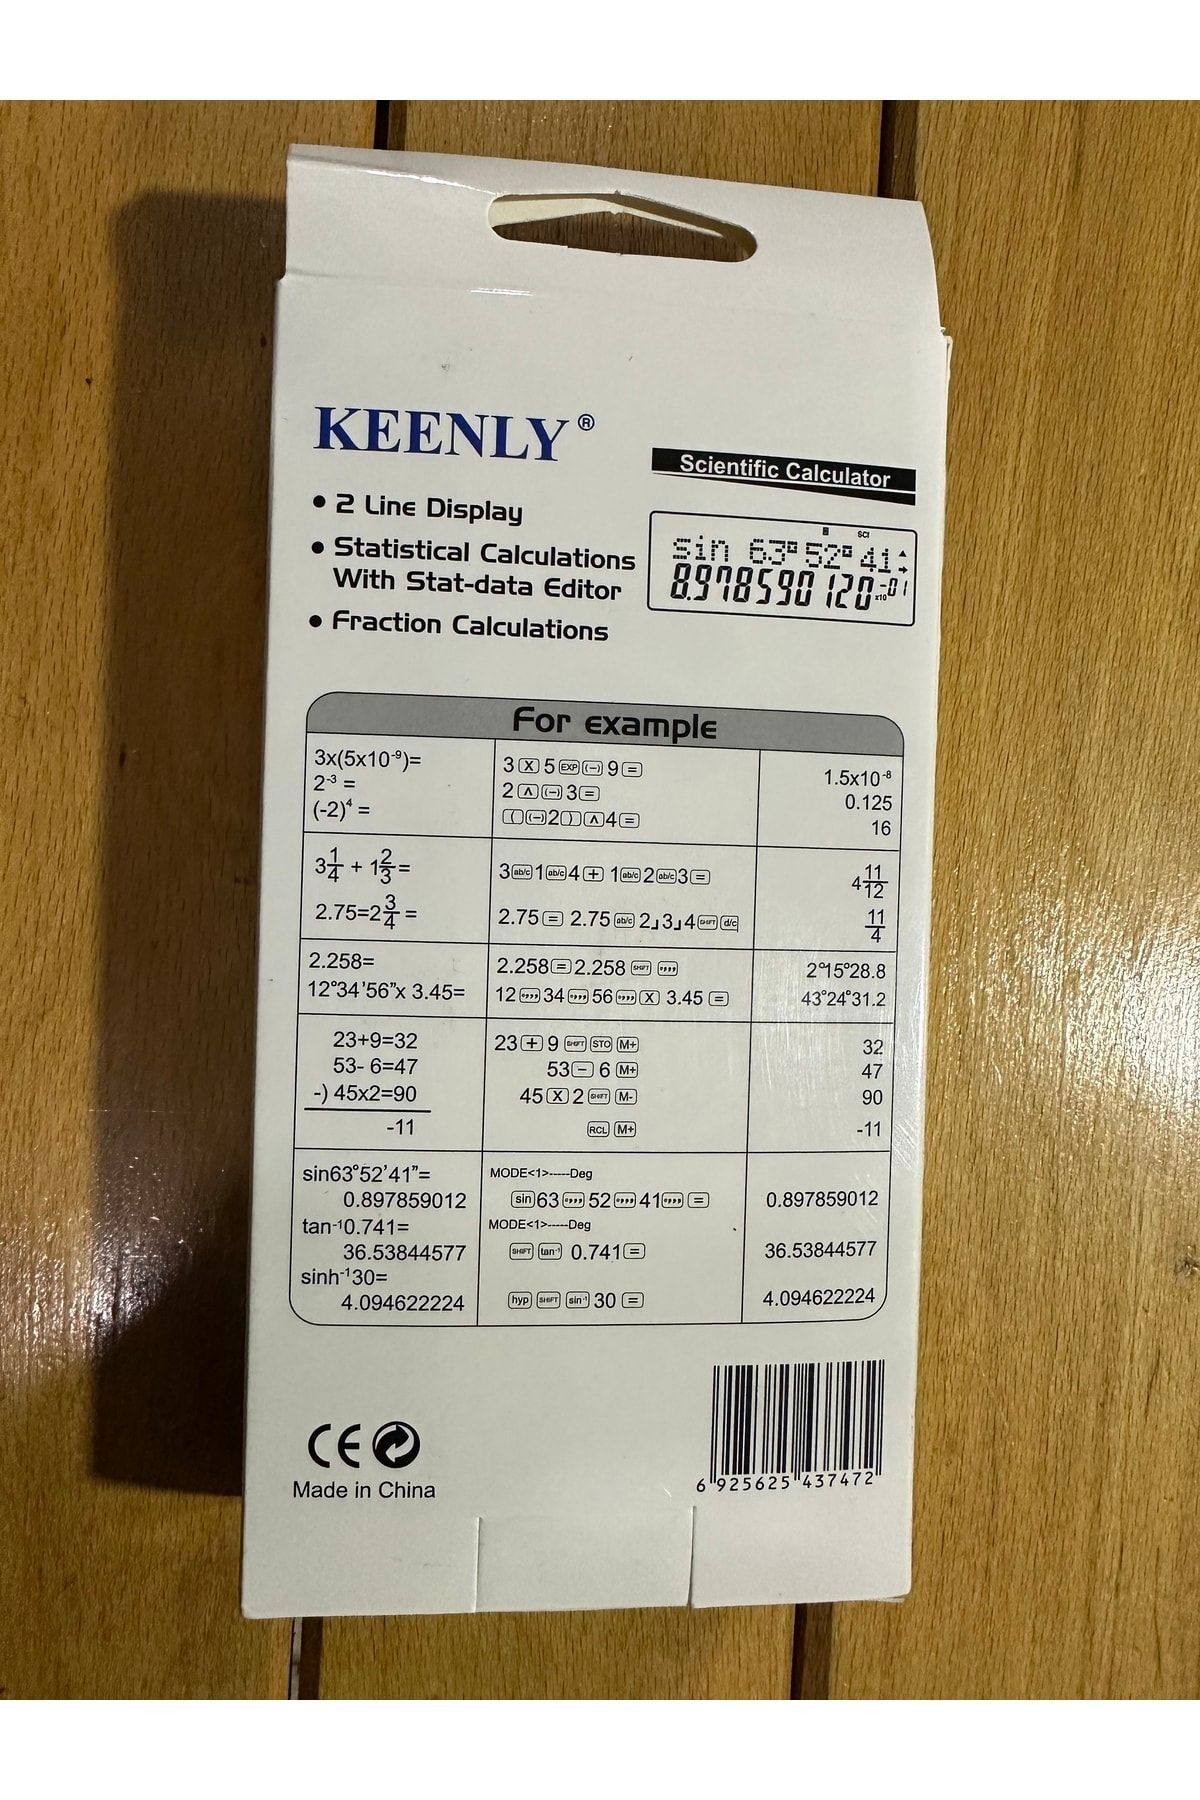 KEENLY®
Scientific Calculator
• 2 Line Display
• Statistical Calculations
With Stat-data Editor
• Fraction Calculations
SCI
sin 63°52°41
8.978590120 x10 -01
For example
3x(5x10⁻⁹)= 3 X 5 EXP (−) 9 = 1.5x10⁻⁸
2⁻³ = 2 ∧ (−) 3 = 0.125
(-2)⁴ = ( (−) 2 ) ∧ 4 = 16
3 1/4 + 1 2/3 = 3 ab/c 1 ab/c 4 + 1 ab/c 2 ab/c 3 = 4 11/12
2.75=2 3/4 = 2.75 = 2.75 ab/c 2⌟3⌟4 SHIFT d/c 11/4
2.258= 2.258 = 2.258 SHIFT °,,, 2°15°28.8
12°34'56"x 3.45= 12 °,,, 34 °,,, 56 °,,, X 3.45 = 43°24°31.2
23+9=32 23 + 9 SHIFT STO M+ 32
53- 6=47 53 − 6 M+ 47
-) 45x2=90 45 X 2 SHIFT M- 90
-11 RCL M+ -11
sin63°52'41"= MODE<1>-----Deg
0.897859012 sin 63 °,,, 52 °,,, 41 °,,, = 0.897859012
tan⁻¹0.741= MODE<1>-----Deg
36.53844577 SHIFT tan⁻¹ 0.741 = 36.53844577
sinh⁻¹30=
4.094622224 hyp SHIFT sin⁻¹ 30 = 4.094622224
CE
Made in China
6 925625 437472